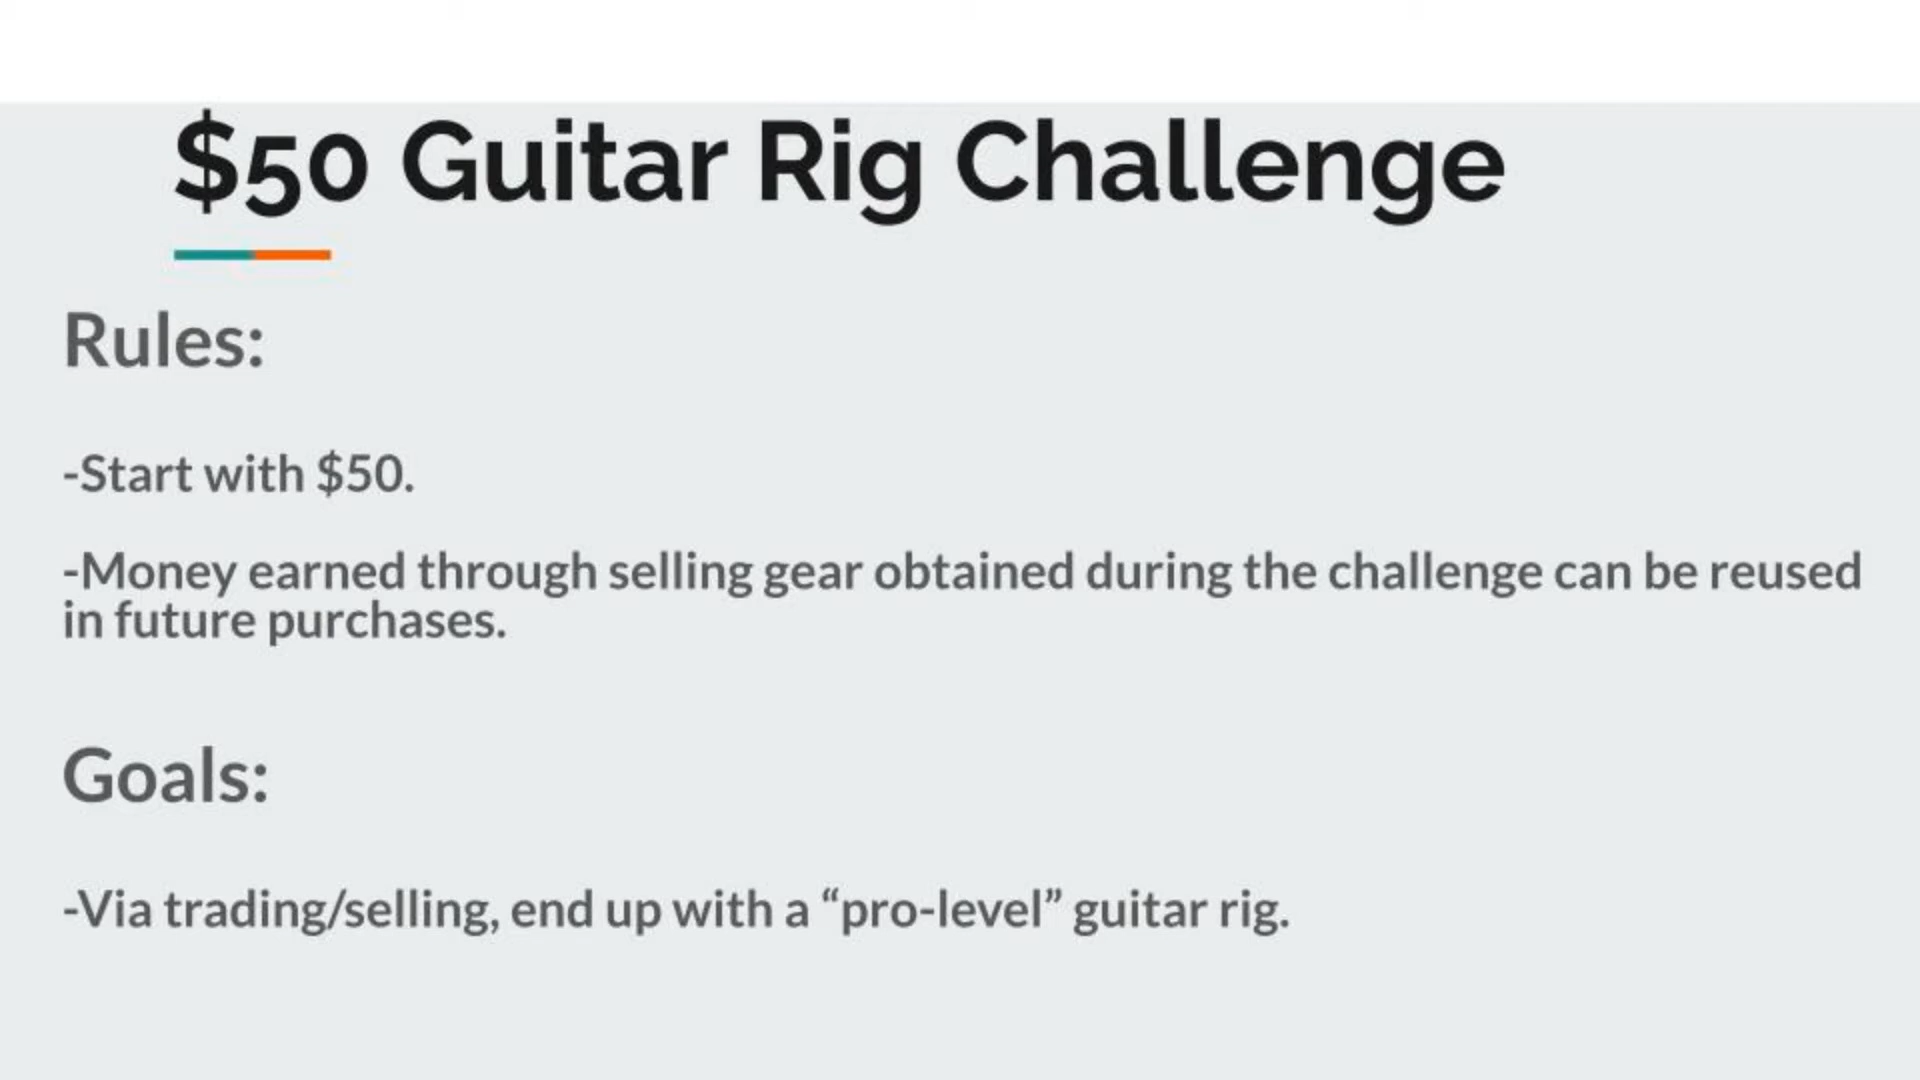 $50 Guitar Rig Challenge
Rules:
-Start with $50.
-Money earned through selling gear obtained during the challenge can be reused
in future purchases.
Goals:
-Via trading/selling, end up with a “pro-level” guitar rig.